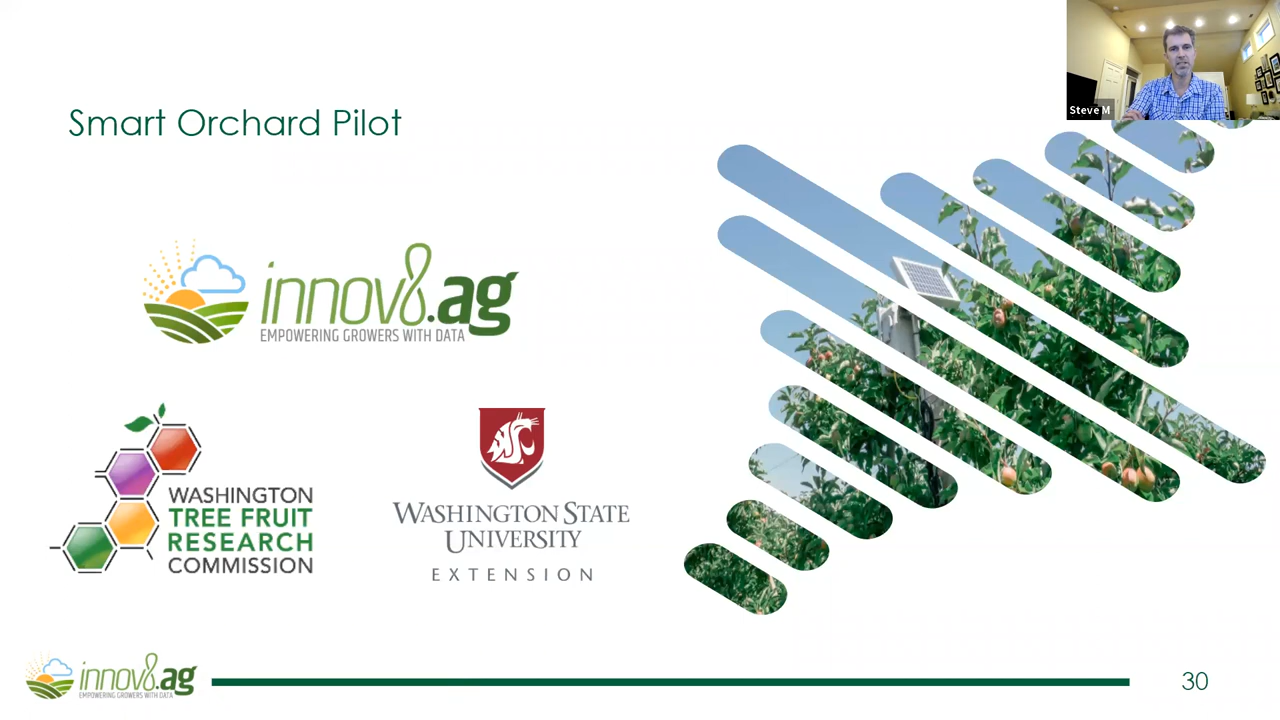 Steve M
Smart Orchard Pilot
innov8.ag
EMPOWERING GROWERS WITH DATA
WASHINGTON
TREE FRUIT
RESEARCH
COMMISSION
WASHINGTON STATE
UNIVERSITY
EXTENSION
innov8.ag
EMPOWERING GROWERS WITH DATA
30